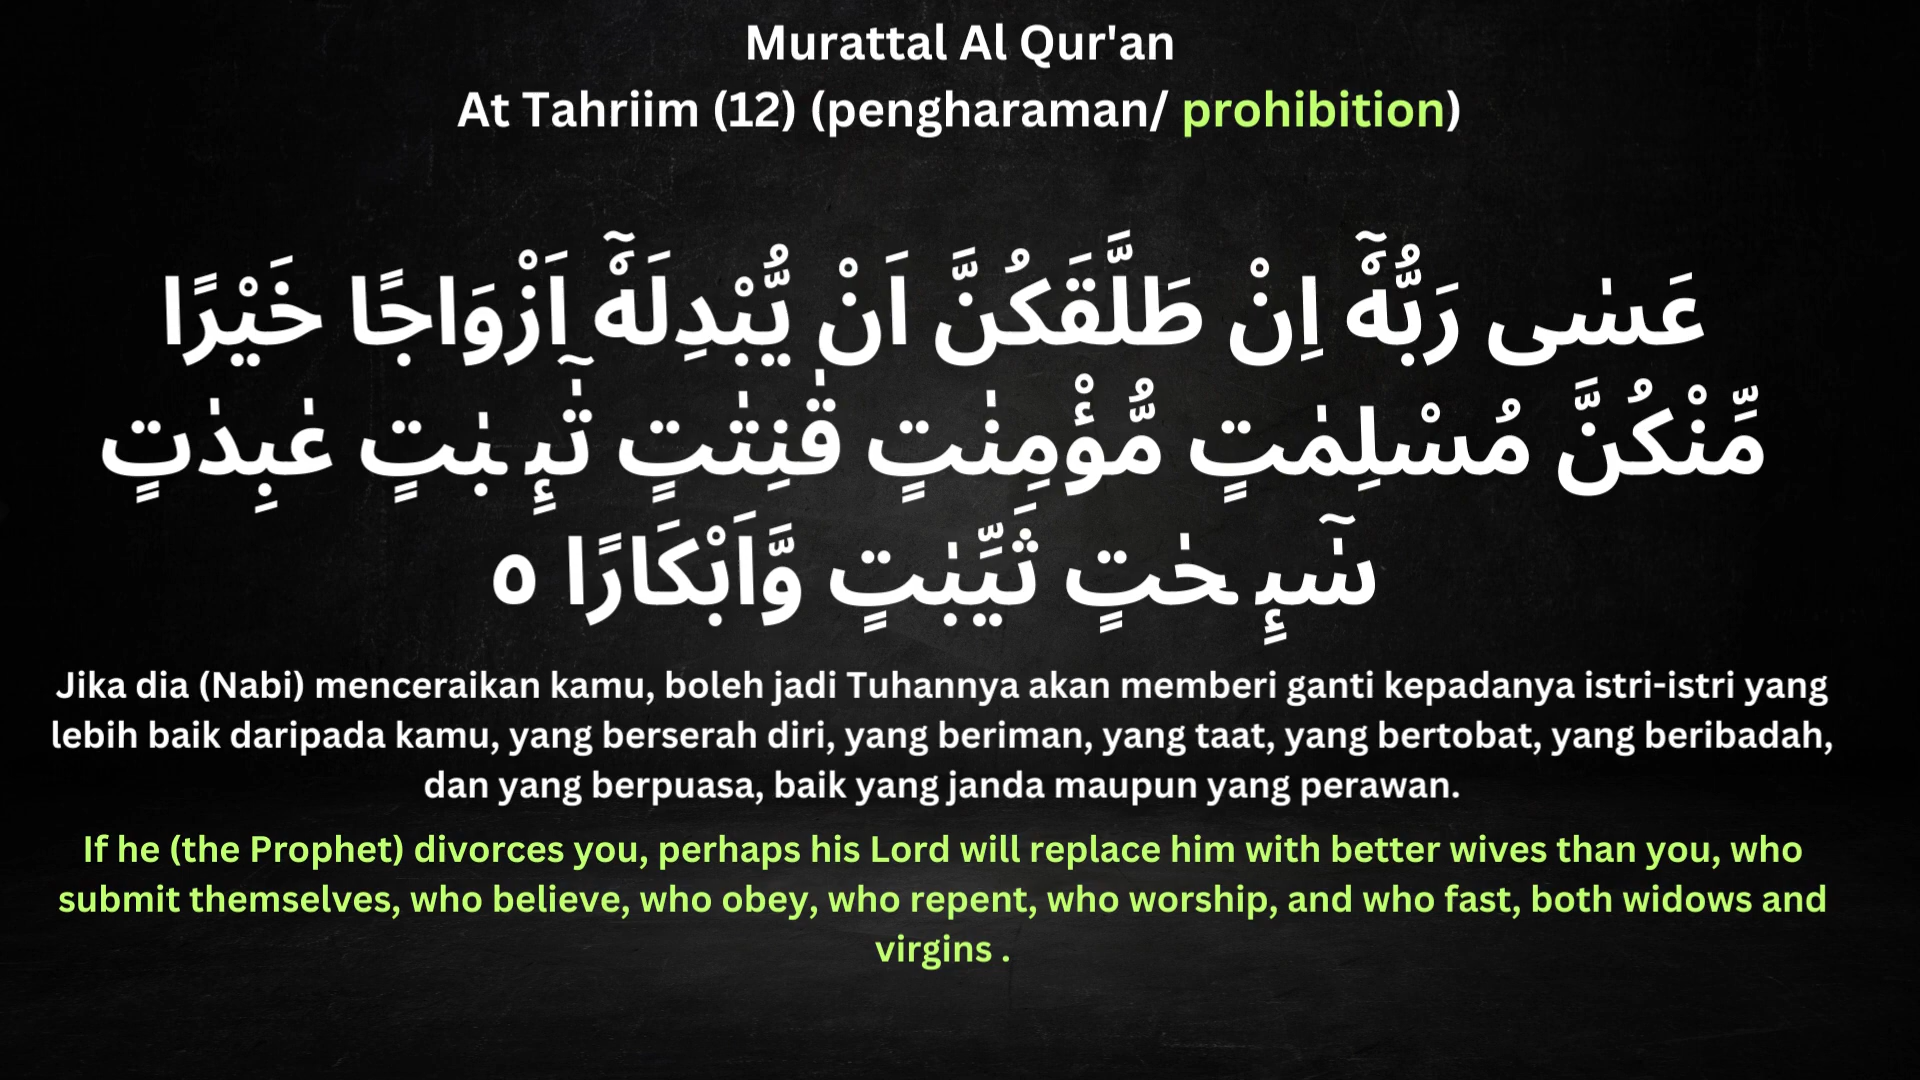 Murattal Al Qur'an
At Tahriim (12) (pengharaman/ prohibition)
عَسٰى رَبُّهٗٓ اِنْ طَلَّقَكُنَّ اَنْ يُّبْدِلَهٗٓ اَزْوَاجًا خَيْرًا
مِّنْكُنَّ مُسْلِمٰتٍ مُّؤْمِنٰتٍ قٰنِتٰتٍ تٰۤىِٕبٰتٍ عٰبِدٰتٍ
سٰۤىِٕحٰتٍ ثَيِّبٰتٍ وَّاَبْكَارًا ٥
Jika dia (Nabi) menceraikan kamu, boleh jadi Tuhannya akan memberi ganti kepadanya istri-istri yang
lebih baik daripada kamu, yang berserah diri, yang beriman, yang taat, yang bertobat, yang beribadah,
dan yang berpuasa, baik yang janda maupun yang perawan.
If he (the Prophet) divorces you, perhaps his Lord will replace him with better wives than you, who
submit themselves, who believe, who obey, who repent, who worship, and who fast, both widows and
virgins .